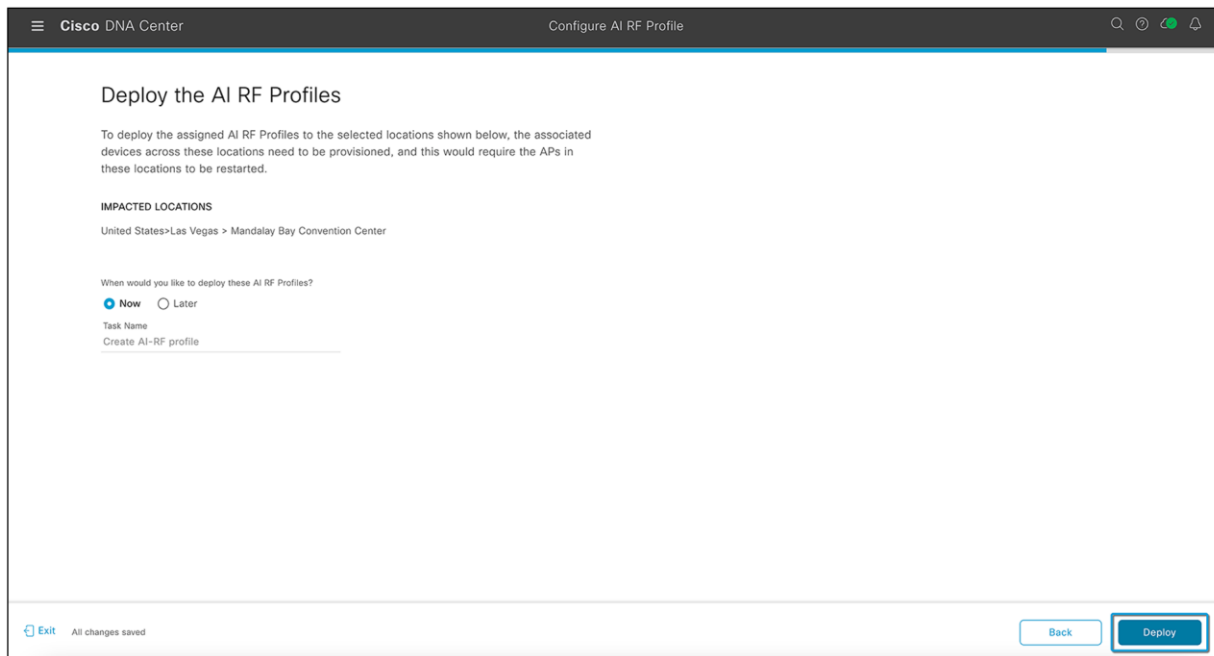 Cisco DNA Center
Configure AI RF Profile
Deploy the AI RF Profiles
To deploy the assigned AI RF Profiles to the selected locations shown below, the associated
devices across these locations need to be provisioned, and this would require the APs in
these locations to be restarted.
IMPACTED LOCATIONS
United States>Las Vegas > Mandalay Bay Convention Center
When would you like to deploy these AI RF Profiles?
Now Later
Task Name
Create AI-RF profile
Exit All changes saved
Back Deploy